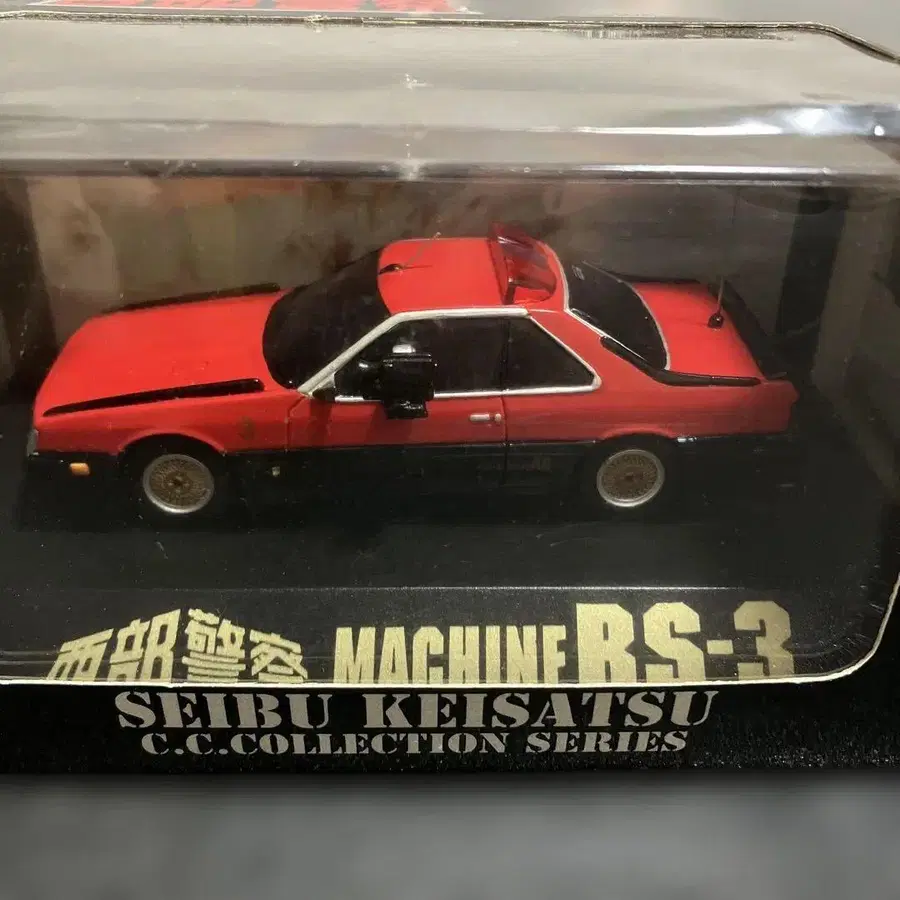 西部警察 MACHINE RS-3
SEIBU KEISATSU
C.C.COLLECTION SERIES